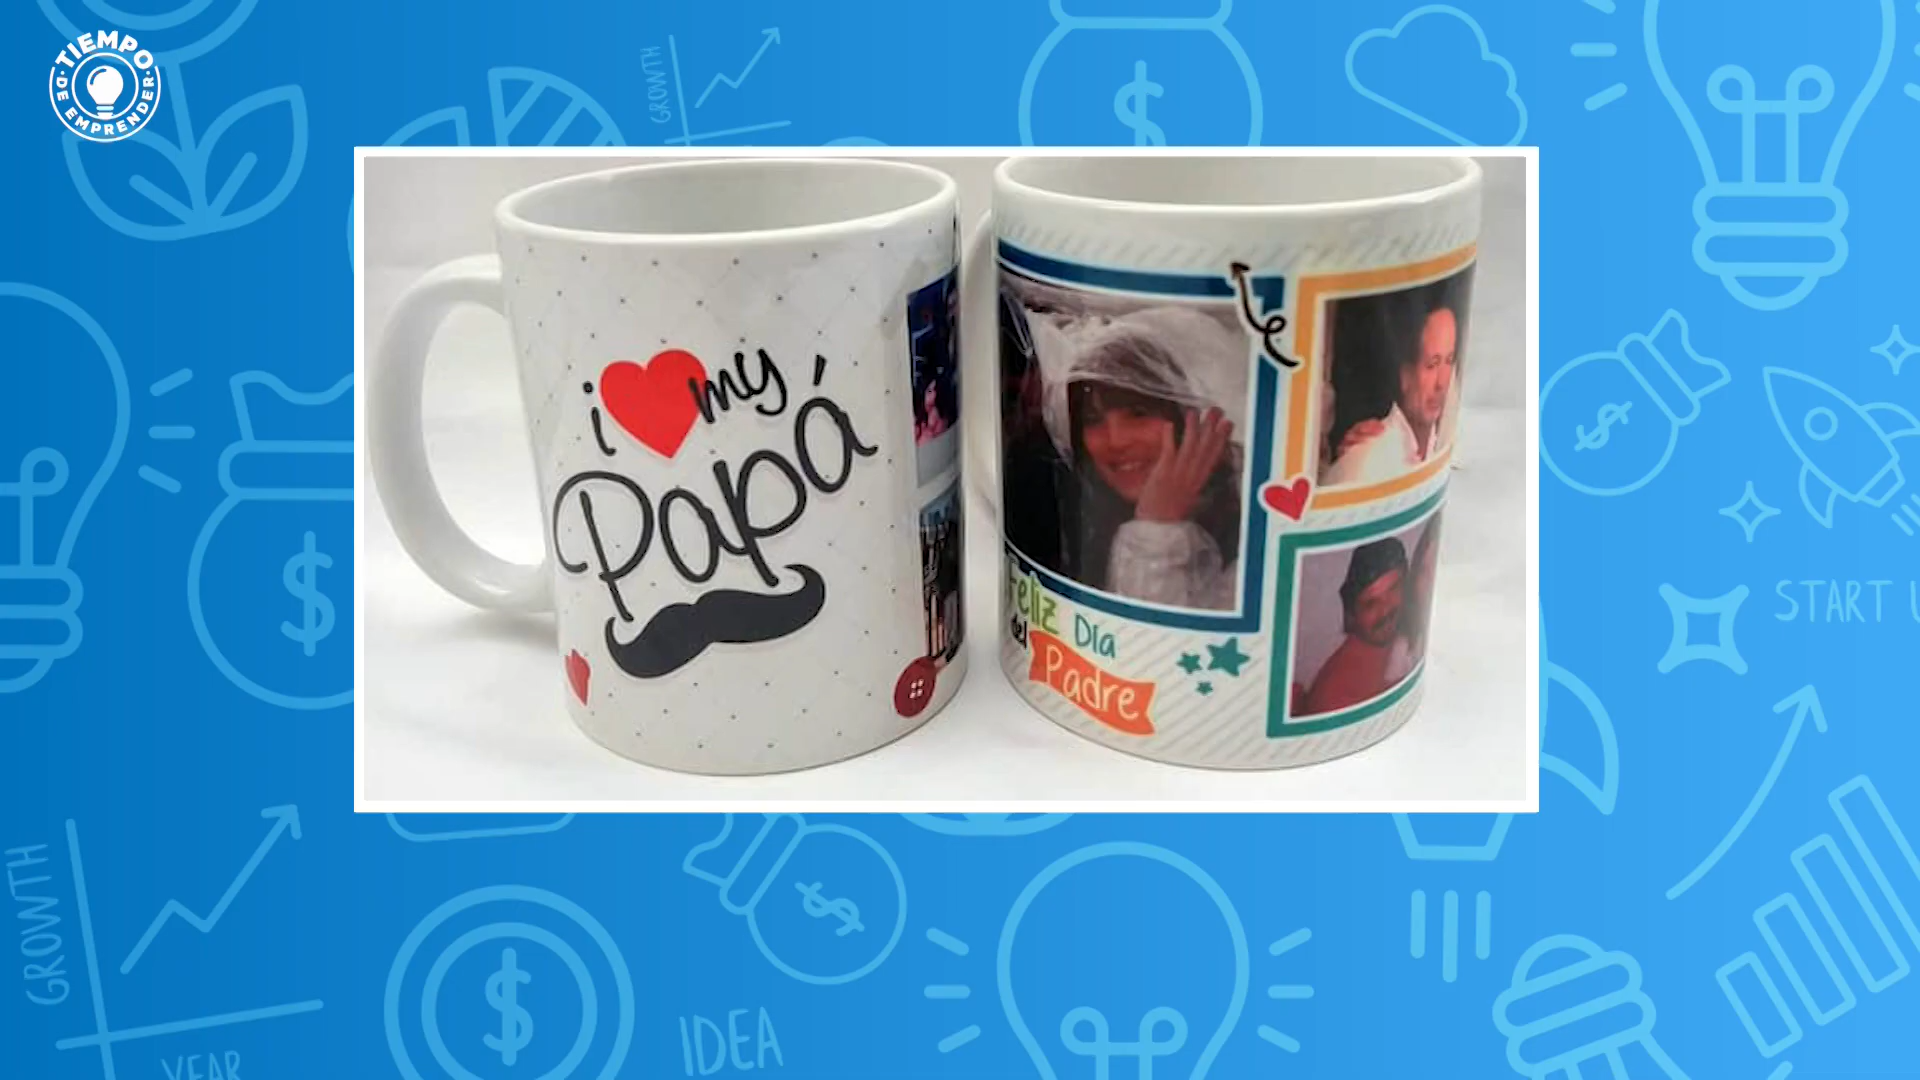 TIEMPO
DE EMPRENDER
GROWTH
i my
Papá
Feliz Día
del
Padre
START U
GROWTH
YEAR
IDEA